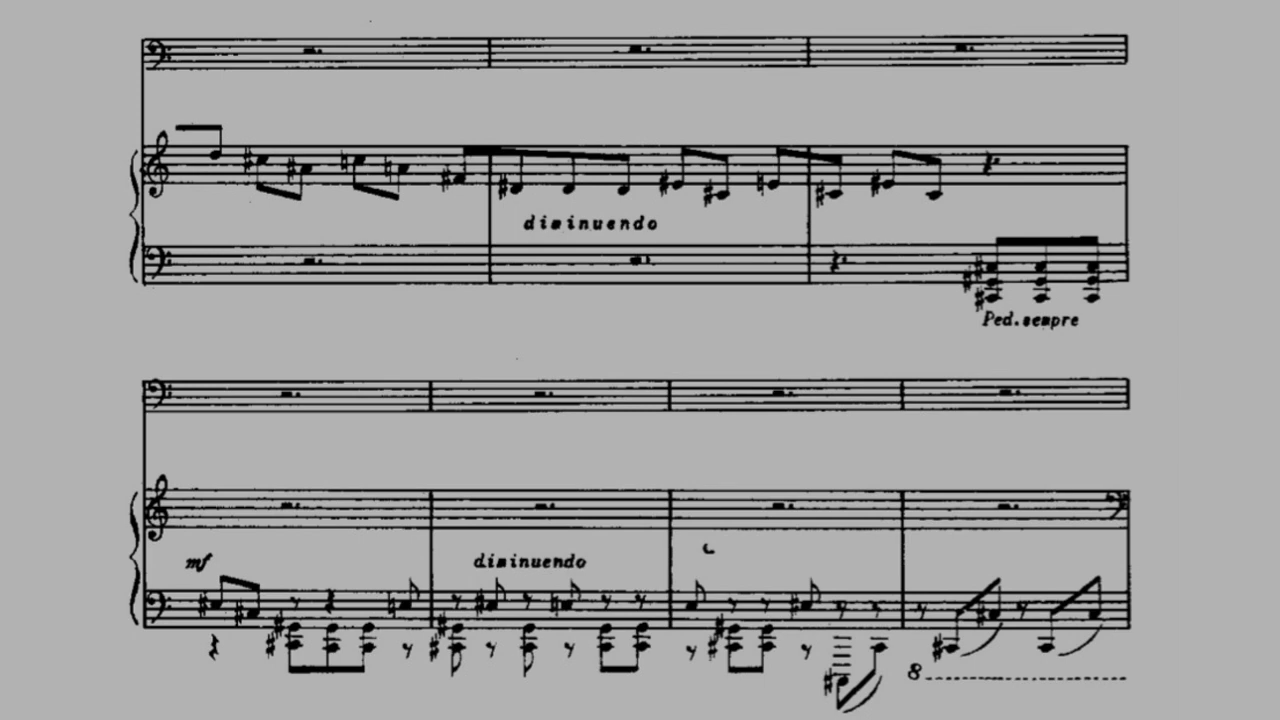 diminuendo
Ped. sempre
mf
diminuendo
8